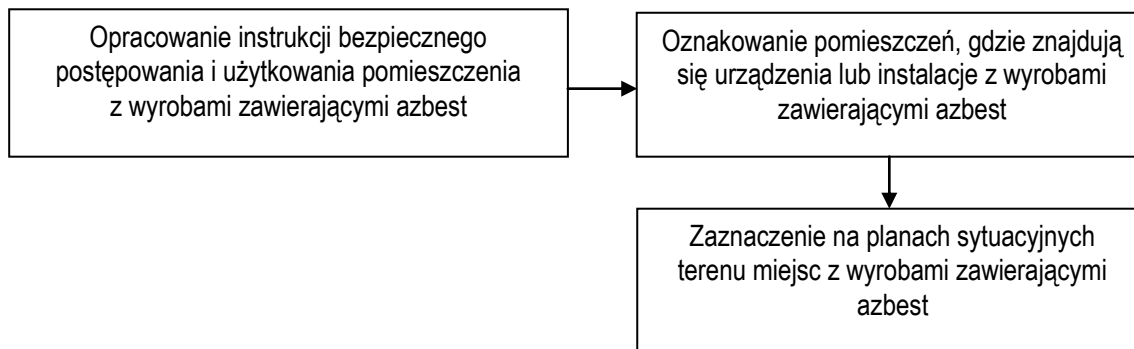 Opracowanie instrukcji bezpiecznego
postępowania i użytkowania pomieszczenia
z wyrobami zawierającymi azbest
Oznakowanie pomieszczeń, gdzie znajdują
się urządzenia lub instalacje z wyrobami
zawierającymi azbest
Zaznaczenie na planach sytuacyjnych
terenu miejsc z wyrobami zawierającymi
azbest